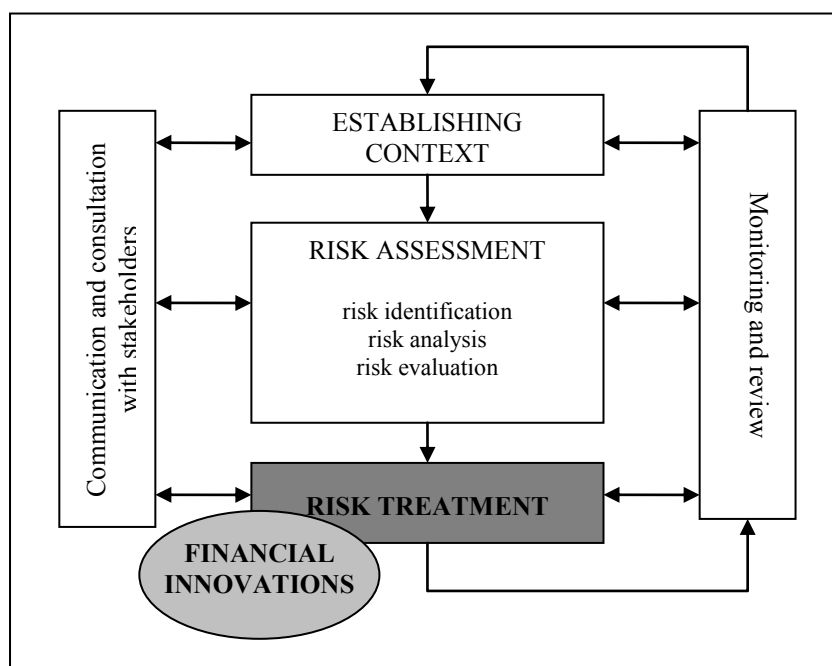 ESTABLISHING
CONTEXT
Communication and consultation
with stakeholders
RISK ASSESSMENT
risk identification
risk analysis
risk evaluation
Monitoring and review
RISK TREATMENT
FINANCIAL
INNOVATIONS